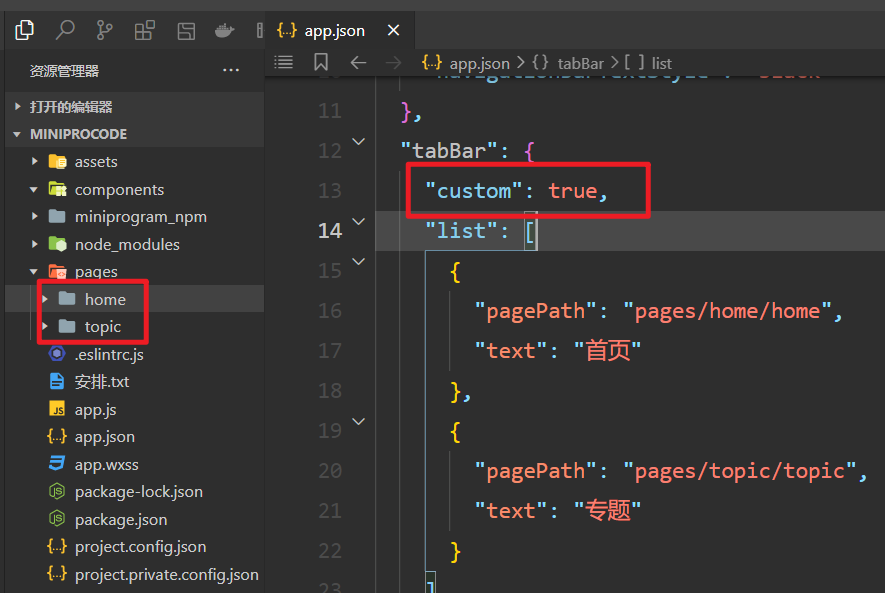 app.json
资源管理器
打开的编辑器
MINIPROCODE
assets
components
miniprogram_npm
node_modules
pages
home
topic
.eslintrc.js
安排.txt
app.js
app.json
app.wxss
package-lock.json
package.json
project.config.json
project.private.config.json
app.json > {} tabBar > [ ] list
11 },
12 "tabBar": {
13 "custom": true,
14 "list": [
15 {
16 "pagePath": "pages/home/home",
17 "text": "首页"
18 },
19 {
20 "pagePath": "pages/topic/topic",
21 "text": "专题"
22 }
23 ]